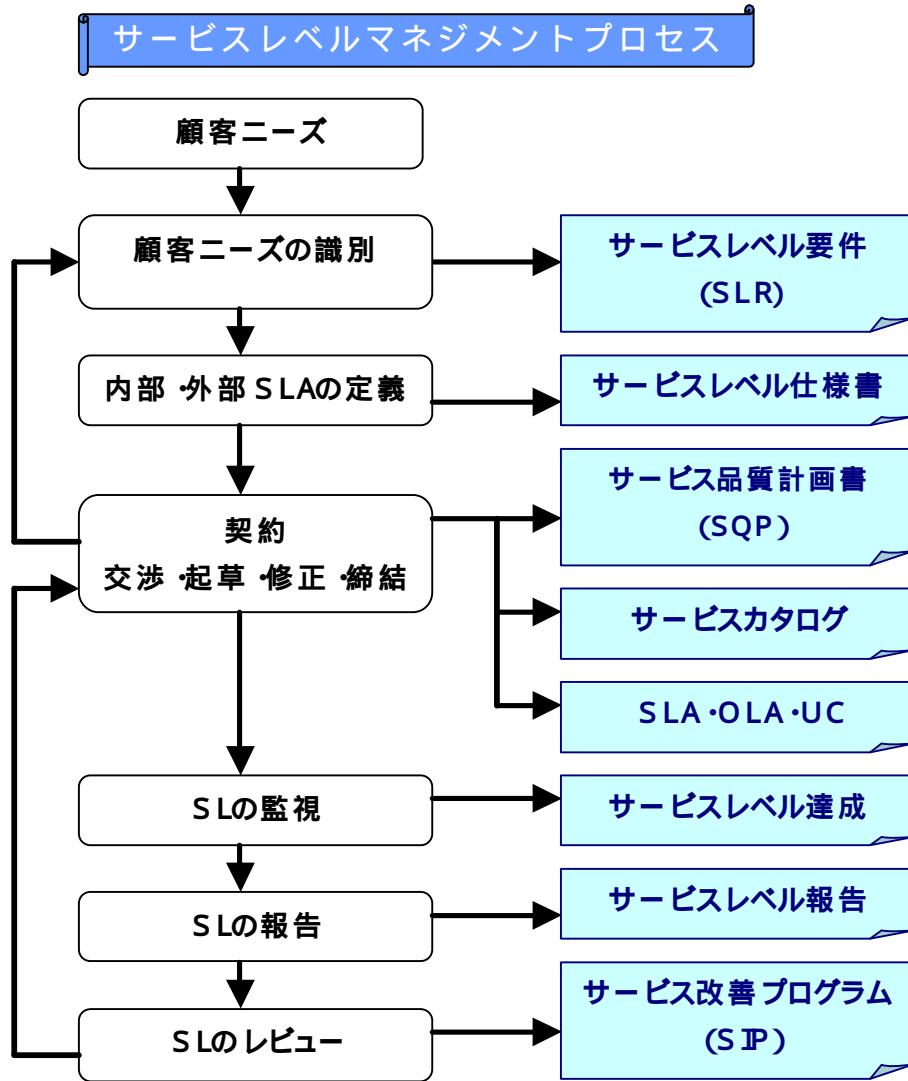 サービスレベルマネジメントプロセス
顧客ニーズ
顧客ニーズの識別
サービスレベル要件
(SLR)
内部・外部SLAの定義
サービスレベル仕様書
契約
交渉・起草・修正・締結
サービス品質計画書
(SQP)
サービスカタログ
SLA・OLA・UC
SLの監視
サービスレベル達成
SLの報告
サービスレベル報告
SLのレビュー
サービス改善プログラム
(SIP)